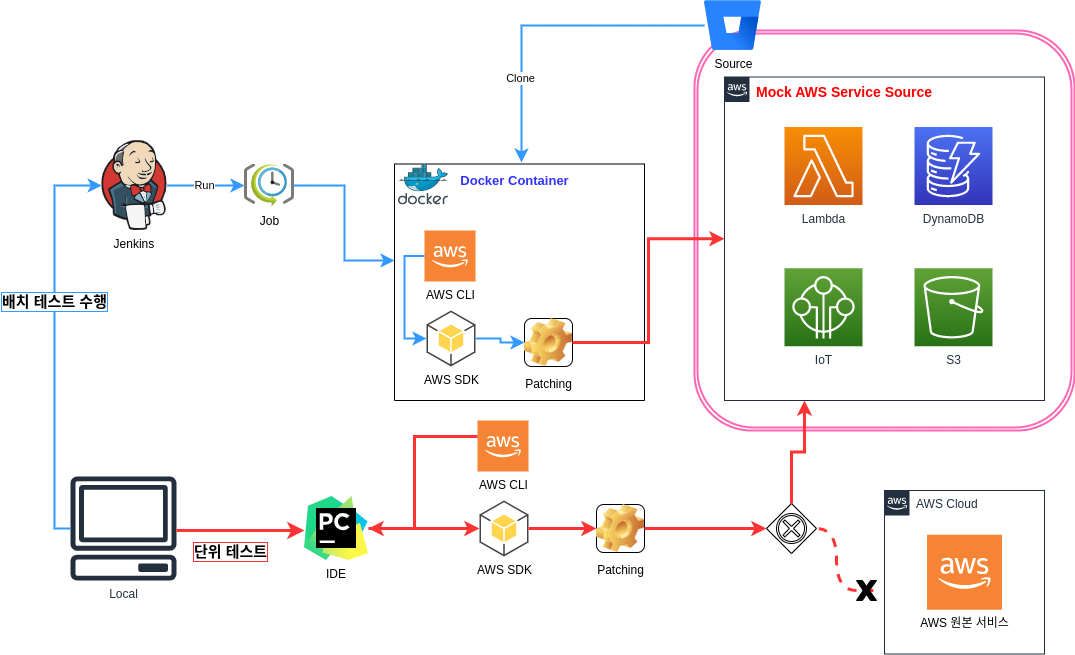 Source
Clone
aws
Mock AWS Service Source
Lambda
DynamoDB
IoT
S3
Jenkins
Run
Job
docker
Docker Container
aws
AWS CLI
AWS SDK
Patching
배치 테스트 수행
aws
AWS CLI
Local
단위 테스트
PC
IDE
AWS SDK
Patching
X
aws
AWS Cloud
aws
AWS 원본 서비스